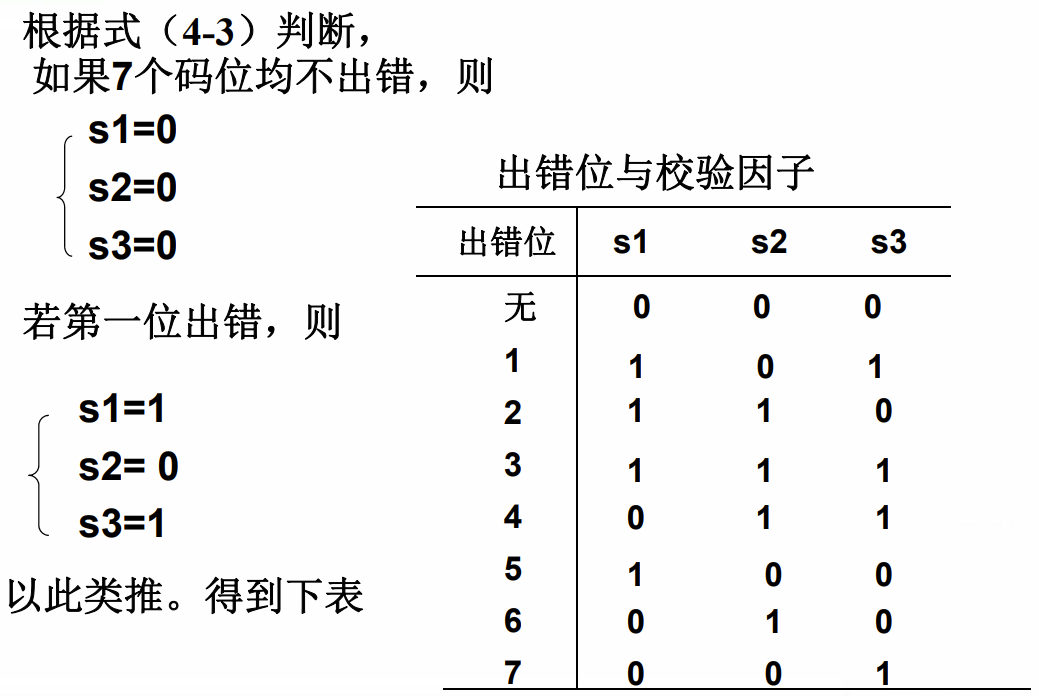 根据式（4-3）判断，
如果7个码位均不出错，则
s1=0
s2=0
s3=0
若第一位出错，则
s1=1
s2= 0
s3=1
以此类推。得到下表
出错位与校验因子
出错位 s1 s2 s3
无 0 0 0
1 1 0 1
2 1 1 0
3 1 1 1
4 0 1 1
5 1 0 0
6 0 1 0
7 0 0 1